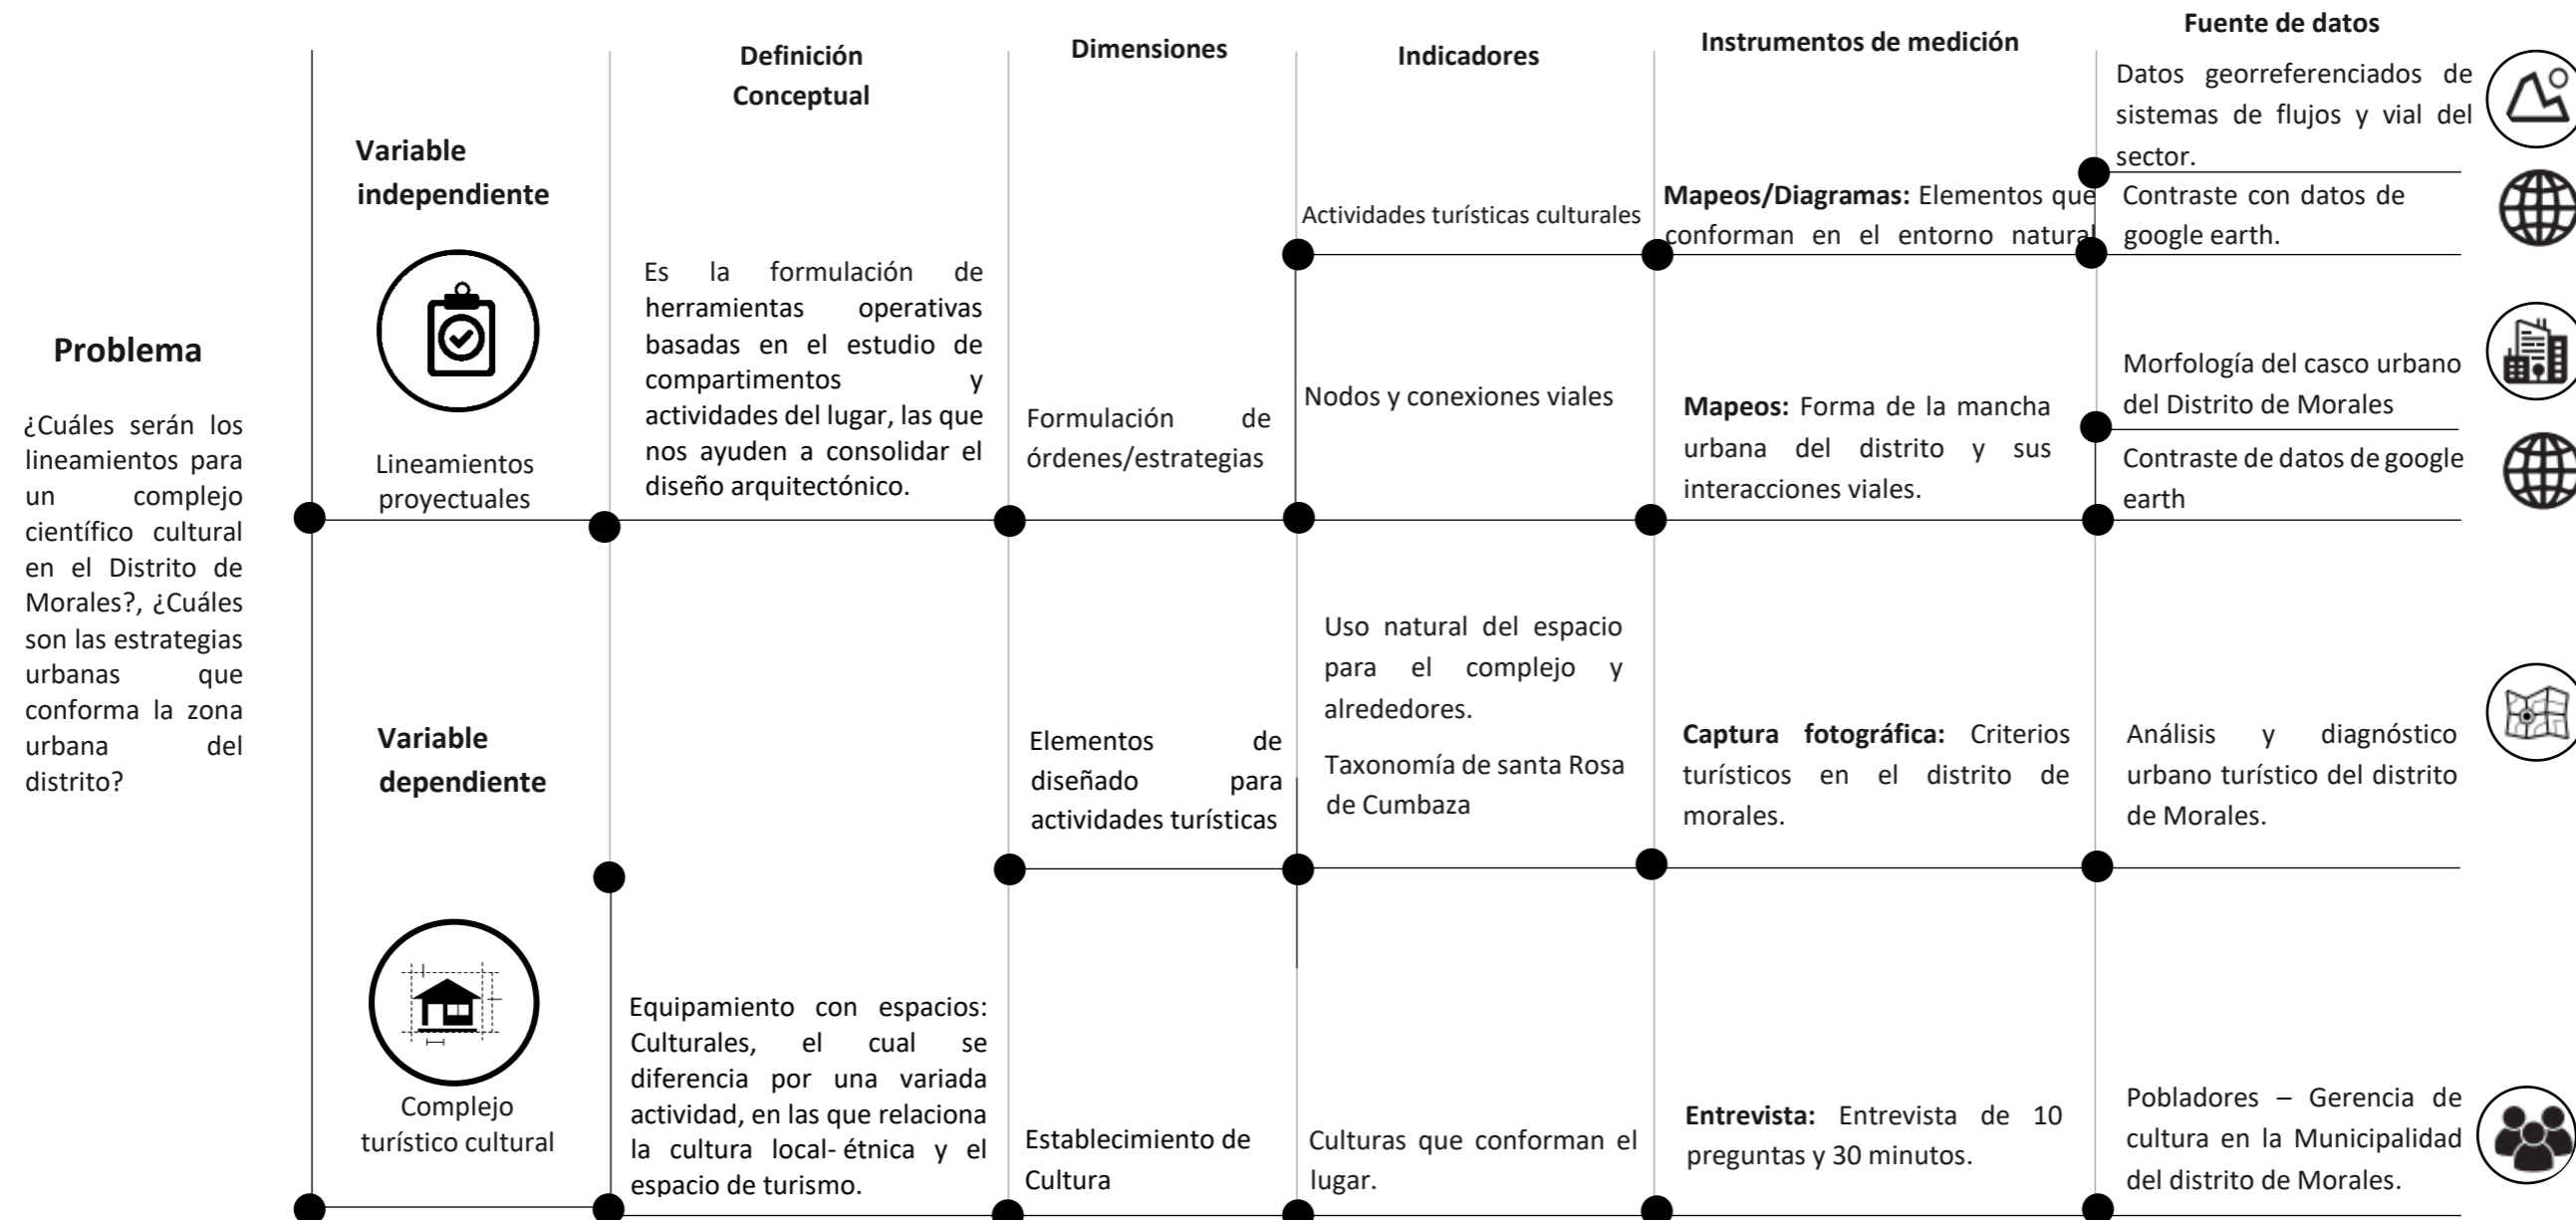 Problema
¿Cuáles serán los
lineamientos para
un complejo
científico cultural
en el Distrito de
Morales?, ¿Cuáles
son las estrategias
urbanas que
conforma la zona
urbana del
distrito?
Variable
independiente
Lineamientos
proyectuales
Variable
dependiente
Complejo
turístico cultural
Definición
Conceptual
Es la formulación de
herramientas operativas
basadas en el estudio de
compartimentos y
actividades del lugar, las que
nos ayuden a consolidar el
diseño arquitectónico.
Equipamiento con espacios:
Culturales, el cual se
diferencia por una variada
actividad, en las que relaciona
la cultura local- étnica y el
espacio de turismo.
Dimensiones
Formulación de
órdenes/estrategias
Elementos de
diseñado para
actividades turísticas
Establecimiento de
Cultura
Indicadores
Actividades turísticas culturales
Nodos y conexiones viales
Uso natural del espacio
para el complejo y
alrededores.
Taxonomía de santa Rosa
de Cumbaza
Culturas que conforman el
lugar.
Instrumentos de medición
Mapeos/Diagramas: Elementos que
conforman en el entorno natural
Mapeos: Forma de la mancha
urbana del distrito y sus
interacciones viales.
Captura fotográfica: Criterios
turísticos en el distrito de
morales.
Entrevista: Entrevista de 10
preguntas y 30 minutos.
Fuente de datos
Datos georreferenciados de
sistemas de flujos y vial del
sector.
Contraste con datos de
google earth.
Morfología del casco urbano
del Distrito de Morales
Contraste de datos de google
earth
Análisis y diagnóstico
urbano turístico del distrito
de Morales.
Pobladores – Gerencia de
cultura en la Municipalidad
del distrito de Morales.